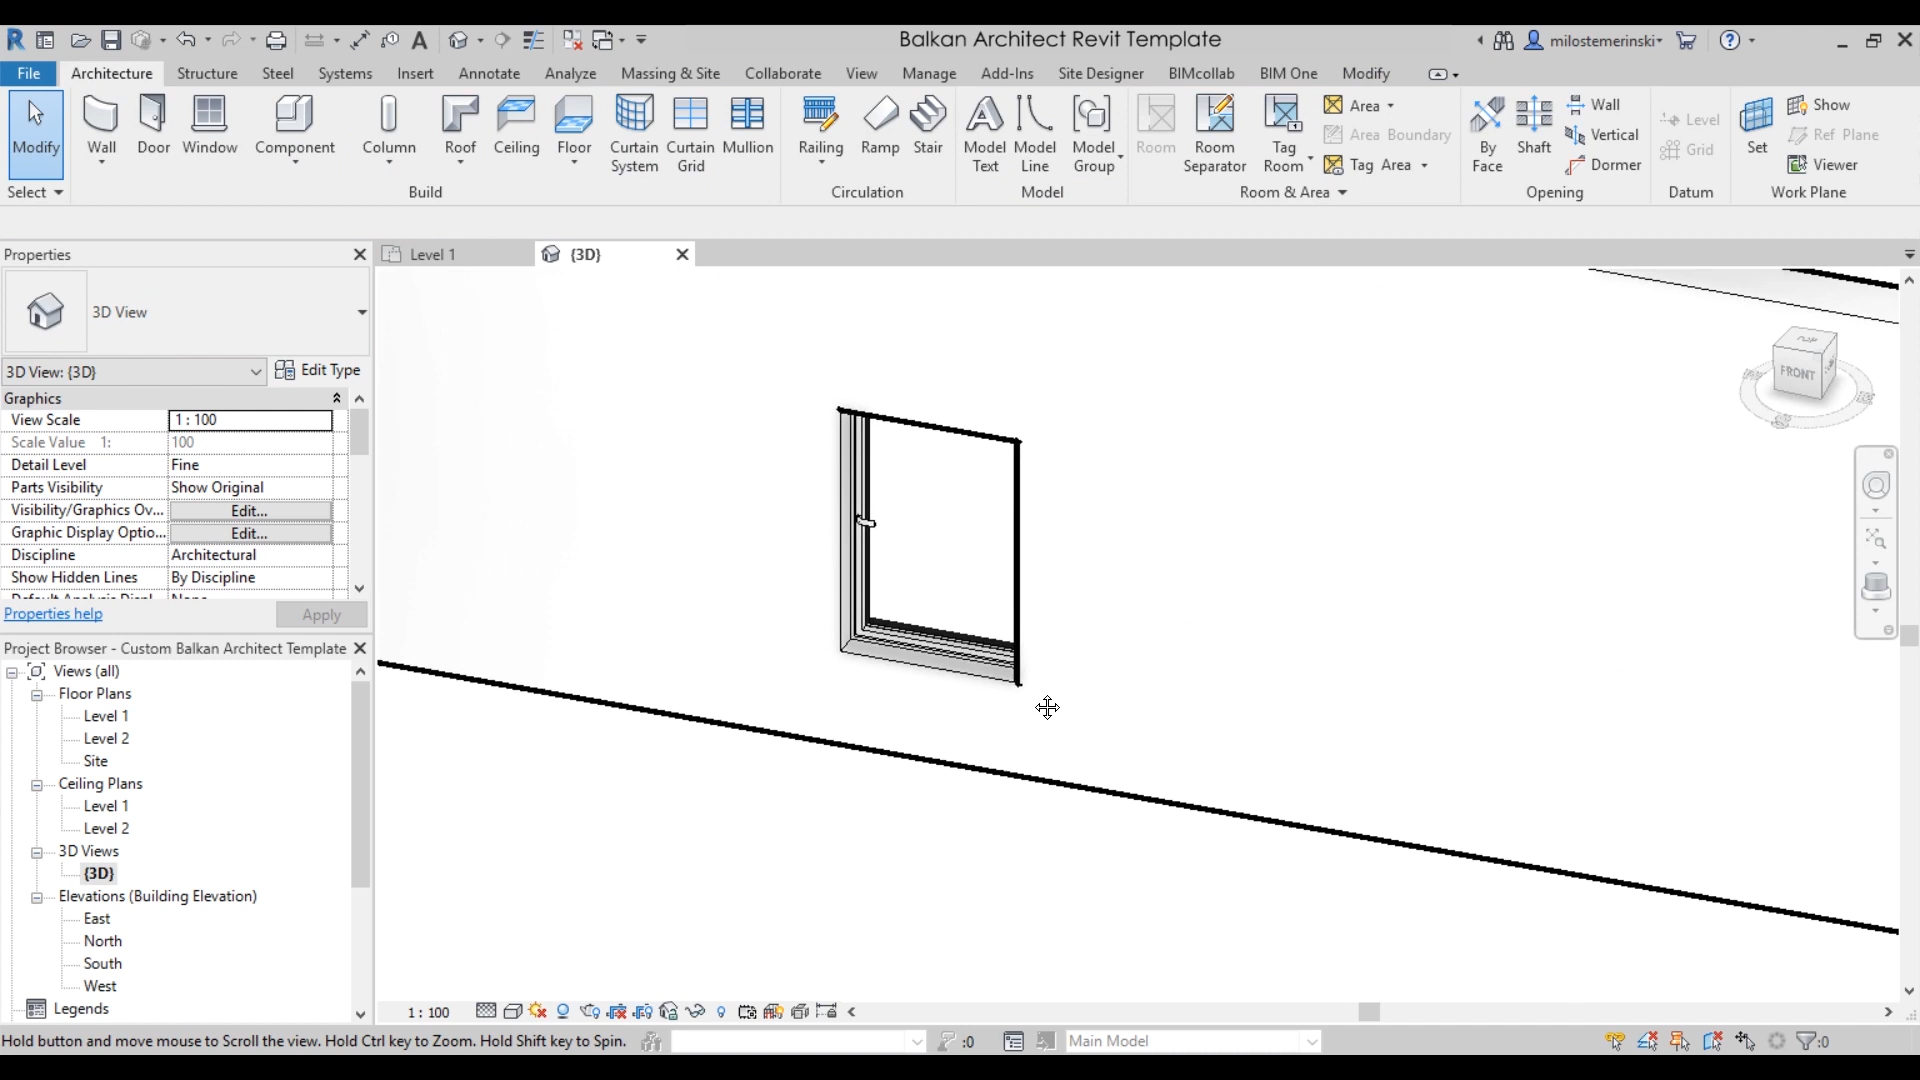 Balkan Architect Revit Template
milostemerinski
File Architecture Structure Steel Systems Insert Annotate Analyze Massing & Site Collaborate View Manage Add-Ins Site Designer BIMcollab BIM One Modify
Modify
Wall Door Window Component Column Roof Ceiling Floor
Curtain System
Curtain Grid
Mullion
Railing Ramp Stair
Model Text
Model Line
Model Group
Room
Room Separator
Tag Room
Area
Area Boundary
Tag Area
By Face
Shaft
Wall
Vertical
Dormer
Level
Grid
Set
Show
Ref Plane
Viewer
Select Build Circulation Model Room & Area Opening Datum Work Plane
Properties
Level 1 {3D}
3D View
3D View: {3D} Edit Type
Graphics
View Scale 1 : 100
Scale Value 1: 100
Detail Level Fine
Parts Visibility Show Original
Visibility/Graphics Ov... Edit...
Graphic Display Optio... Edit...
Discipline Architectural
Show Hidden Lines By Discipline
Properties help Apply
Project Browser - Custom Balkan Architect Template
Views (all)
Floor Plans
Level 1
Level 2
Site
Ceiling Plans
Level 1
Level 2
3D Views
{3D}
Elevations (Building Elevation)
East
North
South
West
Legends
FRONT
1 : 100
Hold button and move mouse to Scroll the view. Hold Ctrl key to Zoom. Hold Shift key to Spin.
:0
Main Model
:0